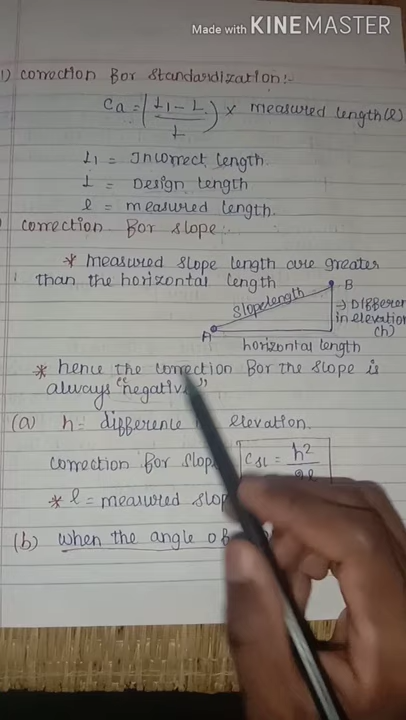 Made with KINEMASTER
1) correction For standardization:-
Ca = (L1 - L / L) × measured length(l)
L1 = Incorrect length.
L = Design length
l = measured length.
correction For slope :-
* measured slope length are greater
than the horizontal length
B
slope length
→ Differen
in elevation
(h)
A
horizontal length
* hence the correction For the slope is
always "negative"
(a) h = difference elevation.
correction For slope Csl = h2 / 2l
* l = measured slop
(b) when the angle of